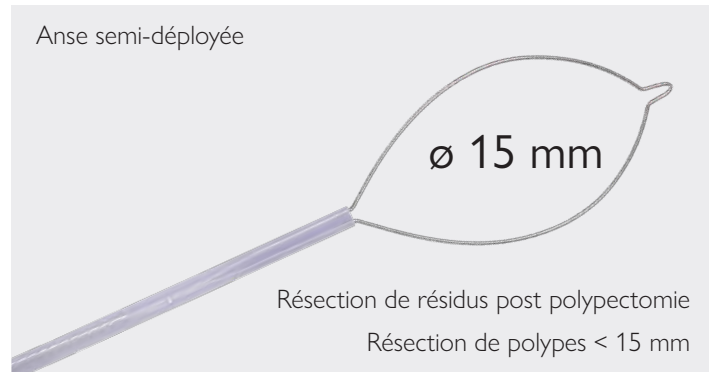 Anse semi-déployée
ø 15 mm
Résection de résidus post polypectomie
Résection de polypes < 15 mm